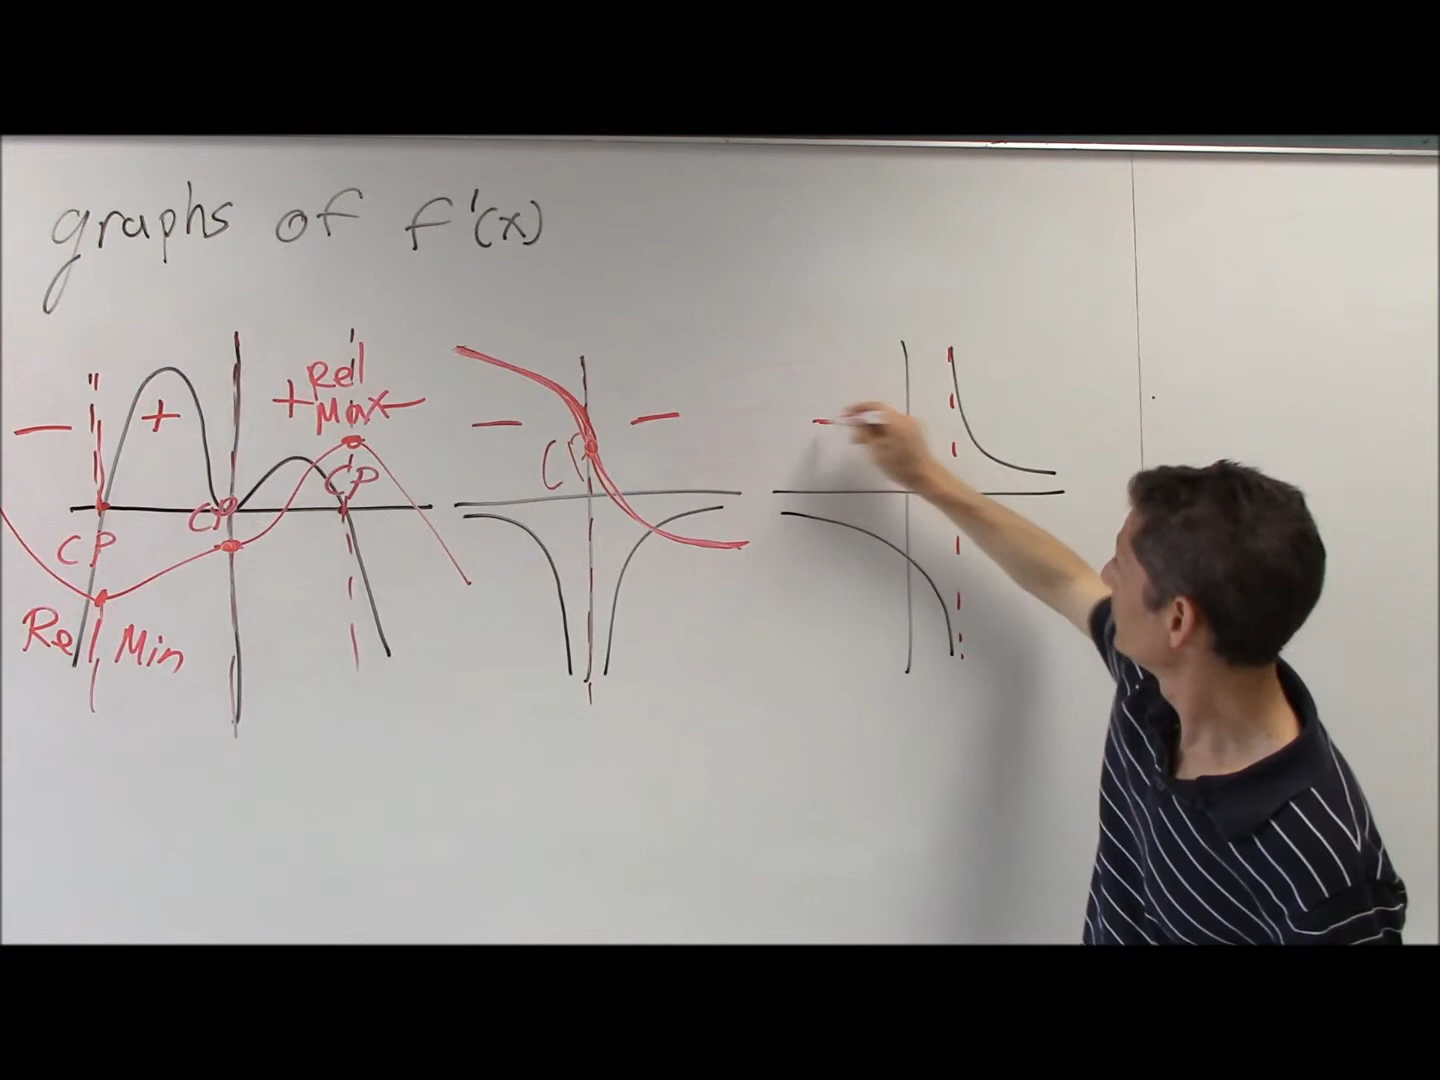 graphs of f'(x)
Rel
Max
- + + -
CP CP CP
Rel Min
- -
CP
-